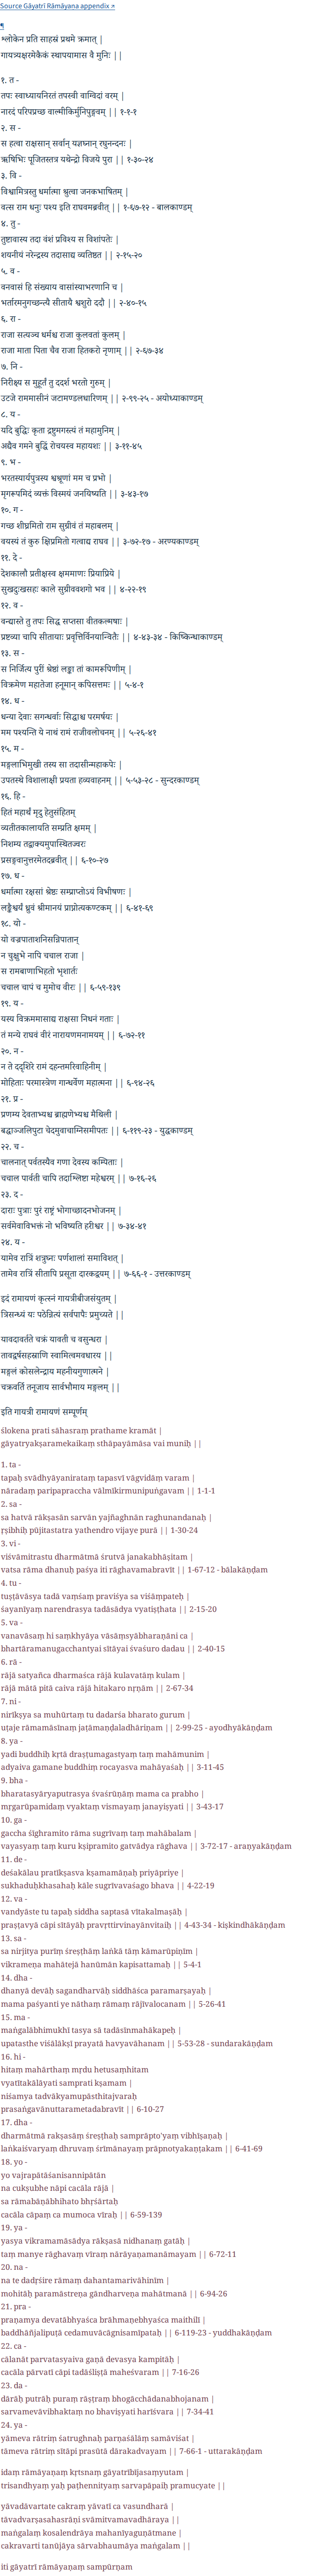 Source Gāyatrī Rāmāyaṇa appendix ↗
¶
श्लोकेन प्रति साहस्रं प्रथमे क्रमात् |
गायत्र्यक्षरमेकैकं स्थापयामास वै मुनिः ||
१. त -
तपः स्वाध्यायनिरतं तपस्वी वाग्विदां वरम् |
नारदं परिपप्रच्छ वाल्मीकिर्मुनिपुङ्गवम् || १-१-१
२. स -
स हत्वा राक्षसान् सर्वान् यज्ञघ्नान् रघुनन्दनः |
ऋषिभिः पूजितस्तत्र यथेन्द्रो विजये पुरा || १-३०-२४
३. वि -
विश्वामित्रस्तु धर्मात्मा श्रुत्वा जनकभाषितम् |
वत्स राम धनुः पश्य इति राघवमब्रवीत् || १-६७-१२ - बालकाण्डम्
४. तु -
तुष्टावास्य तदा वंशं प्रविश्य स विशांपतेः |
शयनीयं नरेन्द्रस्य तदासाद्य व्यतिष्ठत || २-१५-२०
५. व -
वनवासं हि संख्याय वासांस्याभरणानि च |
भर्तारमनुगच्छन्त्यै सीतायै श्वशुरो ददौ || २-४०-१५
६. रा -
राजा सत्यञ्च धर्मश्च राजा कुलवतां कुलम् |
राजा माता पिता चैव राजा हितकरो नृणाम् || २-६७-३४
७. नि -
निरीक्ष्य स मुहूर्तं तु ददर्श भरतो गुरुम् |
उटजे राममासीनं जटामण्डलधारिणम् || २-९९-२५ - अयोध्याकाण्डम्
८. य -
यदि बुद्धिः कृता द्रष्टुमगस्त्यं तं महामुनिम् |
अद्यैव गमने बुद्धिं रोचयस्व महायशः || ३-११-४५
९. भ -
भरतस्यार्यपुत्रस्य श्वश्रूणां मम च प्रभो |
मृगरूपमिदं व्यक्तं विस्मयं जनयिष्यति || ३-४३-१७
१०. ग -
गच्छ शीघ्रमितो राम सुग्रीवं तं महाबलम् |
वयस्यं तं कुरु क्षिप्रमितो गत्वाद्य राघव || ३-७२-१७ - अरण्यकाण्डम्
११. दे -
देशकालौ प्रतीक्षस्व क्षममाणः प्रियाप्रिये |
सुखदुःखसहः काले सुग्रीववशगो भव || ४-२२-१९
१२. व -
वन्द्यास्ते तु तपः सिद्ध सप्तसा वीतकल्मषाः |
प्रष्टव्या चापि सीतायाः प्रवृत्तिर्विनयान्वितैः || ४-४३-३४ - किष्किन्धाकाण्डम्
१३. स -
स निर्जित्य पुरीं श्रेष्ठां लङ्कां तां कामरूपिणीम् |
विक्रमेण महातेजा हनूमान् कपिसत्तमः || ५-४-१
१४. ध -
धन्या देवाः सगन्धर्वाः सिद्धाश्च परमर्षयः |
मम पश्यन्ति ये नाथं रामं राजीवलोचनम् || ५-२६-४१
१५. म -
मङ्गलाभिमुखी तस्य सा तदासीन्महाकपेः |
उपतस्थे विशालाक्षी प्रयता हव्यवाहनम् || ५-५३-२८ - सुन्दरकाण्डम्
१६. हि -
हितं महार्थं मृदु हेतुसंहितम्
व्यतीतकालायति सम्प्रति क्षमम् |
निशम्य तद्वाक्यमुपास्थितज्वरः
प्रसङ्गवानुत्तरमेतदब्रवीत् || ६-१०-२७
१७. ध -
धर्मात्मा रक्षसां श्रेष्ठः सम्प्राप्तोऽयं विभीषणः |
लङ्कैश्वर्यं ध्रुवं श्रीमानयं प्राप्नोत्यकण्टकम् || ६-४१-६९
१८. यो -
यो वज्रपाताशनिसन्निपातान्
न चुक्षुभे नापि चचाल राजा |
स रामबाणाभिहतो भृशार्तः
चचाल चापं च मुमोच वीरः || ६-५९-१३९
१९. य -
यस्य विक्रममासाद्य राक्षसा निधनं गताः |
तं मन्ये राघवं वीरं नारायणमनामयम् || ६-७२-११
२०. न -
न ते ददृशिरे रामं दहन्तमरिवाहिनीम् |
मोहिताः परमास्त्रेण गान्धर्वेण महात्मना || ६-९४-२६
२१. प्र -
प्रणम्य देवताभ्यश्च ब्राह्मणेभ्यश्च मैथिली |
बद्धाञ्जलिपुटा चेदमुवाचाग्निसमीपतः || ६-११९-२३ - युद्धकाण्डम्
२२. च -
चालनात् पर्वतस्यैव गणा देवस्य कम्पिताः |
चचाल पार्वती चापि तदाश्लिष्टा महेश्वरम् || ७-१६-२६
२३. द -
दाराः पुत्राः पुरं राष्ट्रं भोगाच्छादनभोजनम् |
सर्वमेवाविभक्तं नो भविष्यति हरीश्वर || ७-३४-४१
२४. य -
यामेव रात्रिं शत्रुघ्नः पर्णशालां समाविशत् |
तामेव रात्रिं सीतापि प्रसूता दारकद्वयम् || ७-६६-१ - उत्तरकाण्डम्
इदं रामायणं कृत्स्नं गायत्रीबीजसंयुतम् |
त्रिसन्ध्यं यः पठेन्नित्यं सर्वपापैः प्रमुच्यते ||
यावदावर्तते चक्रं यावती च वसुन्धरा |
तावद्वर्षसहस्राणि स्वामित्वमवधारय ||
मङ्गलं कोसलेन्द्राय महनीयगुणात्मने |
चक्रवर्ति तनूजाय सार्वभौमाय मङ्गलम् ||
इति गायत्री रामायणं सम्पूर्णम्
ślokena prati sāhasraṃ prathame kramāt |
gāyatryakṣaramekaikaṃ sthāpayāmāsa vai muniḥ ||
1. ta -
tapaḥ svādhyāyanirataṃ tapasvī vāgvidāṃ varam |
nāradaṃ paripapraccha vālmīkirmunipuṅgavam || 1-1-1
2. sa -
sa hatvā rākṣasān sarvān yajñaghnān raghunandanaḥ |
ṛṣibhiḥ pūjitastatra yathendro vijaye purā || 1-30-24
3. vi -
viśvāmitrastu dharmātmā śrutvā janakabhāṣitam |
vatsa rāma dhanuḥ paśya iti rāghavamabravīt || 1-67-12 - bālakāṇḍam
4. tu -
tuṣṭāvāsya tadā vaṃśaṃ praviśya sa viśāṃpateḥ |
śayanīyaṃ narendrasya tadāsādya vyatiṣṭhata || 2-15-20
5. va -
vanavāsaṃ hi saṃkhyāya vāsāṃsyābharaṇāni ca |
bhartāramanugacchantyai sītāyai śvaśuro dadau || 2-40-15
6. rā -
rājā satyañca dharmaśca rājā kulavatāṃ kulam |
rājā mātā pitā caiva rājā hitakaro nṛṇām || 2-67-34
7. ni -
nirīkṣya sa muhūrtaṃ tu dadarśa bharato gurum |
uṭaje rāmamāsīnaṃ jaṭāmaṇḍaladhāriṇam || 2-99-25 - ayodhyākāṇḍam
8. ya -
yadi buddhiḥ kṛtā draṣṭumagastyaṃ taṃ mahāmunim |
adyaiva gamane buddhiṃ rocayasva mahāyaśaḥ || 3-11-45
9. bha -
bharatasyāryaputrasya śvaśrūṇāṃ mama ca prabho |
mṛgarūpamidaṃ vyaktaṃ vismayaṃ janayiṣyati || 3-43-17
10. ga -
gaccha śīghramito rāma sugrīvaṃ taṃ mahābalam |
vayasyaṃ taṃ kuru kṣipramito gatvādya rāghava || 3-72-17 - araṇyakāṇḍam
11. de -
deśakālau pratīkṣasva kṣamamāṇaḥ priyāpriye |
sukhaduḥkhasahaḥ kāle sugrīvavaśago bhava || 4-22-19
12. va -
vandyāste tu tapaḥ siddha saptasā vītakalmaṣāḥ |
praṣṭavyā cāpi sītāyāḥ pravṛttirvinayānvitaiḥ || 4-43-34 - kiṣkindhākāṇḍam
13. sa -
sa nirjitya purīṃ śreṣṭhāṃ laṅkāṃ tāṃ kāmarūpiṇīm |
vikrameṇa mahātejā hanūmān kapisattamaḥ || 5-4-1
14. dha -
dhanyā devāḥ sagandharvāḥ siddhāśca paramarṣayaḥ |
mama paśyanti ye nāthaṃ rāmaṃ rājīvalocanam || 5-26-41
15. ma -
maṅgalābhimukhī tasya sā tadāsīnmahākapeḥ |
upatasthe viśālākṣī prayatā havyavāhanam || 5-53-28 - sundarakāṇḍam
16. hi -
hitaṃ mahārthaṃ mṛdu hetusaṃhitam
vyatītakālāyati samprati kṣamam |
niśamya tadvākyamupāsthitajvaraḥ
prasaṅgavānuttarametadabravīt || 6-10-27
17. dha -
dharmātmā rakṣasāṃ śreṣṭhaḥ samprāpto'yaṃ vibhīṣaṇaḥ |
laṅkaiśvaryaṃ dhruvaṃ śrīmānayaṃ prāpnotyakaṇṭakam || 6-41-69
18. yo -
yo vajrapātāśanisannipātān
na cukṣubhe nāpi cacāla rājā |
sa rāmabāṇābhihato bhṛśārtaḥ
cacāla cāpaṃ ca mumoca vīraḥ || 6-59-139
19. ya -
yasya vikramamāsādya rākṣasā nidhanaṃ gatāḥ |
taṃ manye rāghavaṃ vīraṃ nārāyaṇamanāmayam || 6-72-11
20. na -
na te dadṛśire rāmaṃ dahantamarivāhinīm |
mohitāḥ paramāstreṇa gāndharveṇa mahātmanā || 6-94-26
21. pra -
praṇamya devatābhyaśca brāhmaṇebhyaśca maithilī |
baddhāñjalipuṭā cedamuvācāgnisamīpataḥ || 6-119-23 - yuddhakāṇḍam
22. ca -
cālanāt parvatasyaiva gaṇā devasya kampitāḥ |
cacāla pārvatī cāpi tadāśliṣṭā maheśvaram || 7-16-26
23. da -
dārāḥ putrāḥ puraṃ rāṣṭraṃ bhogācchādanabhojanam |
sarvamevāvibhaktaṃ no bhaviṣyati harīśvara || 7-34-41
24. ya -
yāmeva rātriṃ śatrughnaḥ parṇaśālāṃ samāviśat |
tāmeva rātriṃ sītāpi prasūtā dārakadvayam || 7-66-1 - uttarakāṇḍam
idaṃ rāmāyaṇaṃ kṛtsnaṃ gāyatrībījasaṃyutam |
trisandhyaṃ yaḥ paṭhennityaṃ sarvapāpaiḥ pramucyate ||
yāvadāvartate cakraṃ yāvatī ca vasundharā |
tāvadvarṣasahasrāṇi svāmitvamavadhāraya ||
maṅgalaṃ kosalendrāya mahanīyaguṇātmane |
cakravarti tanūjāya sārvabhaumāya maṅgalam ||
iti gāyatrī rāmāyaṇaṃ sampūrṇam